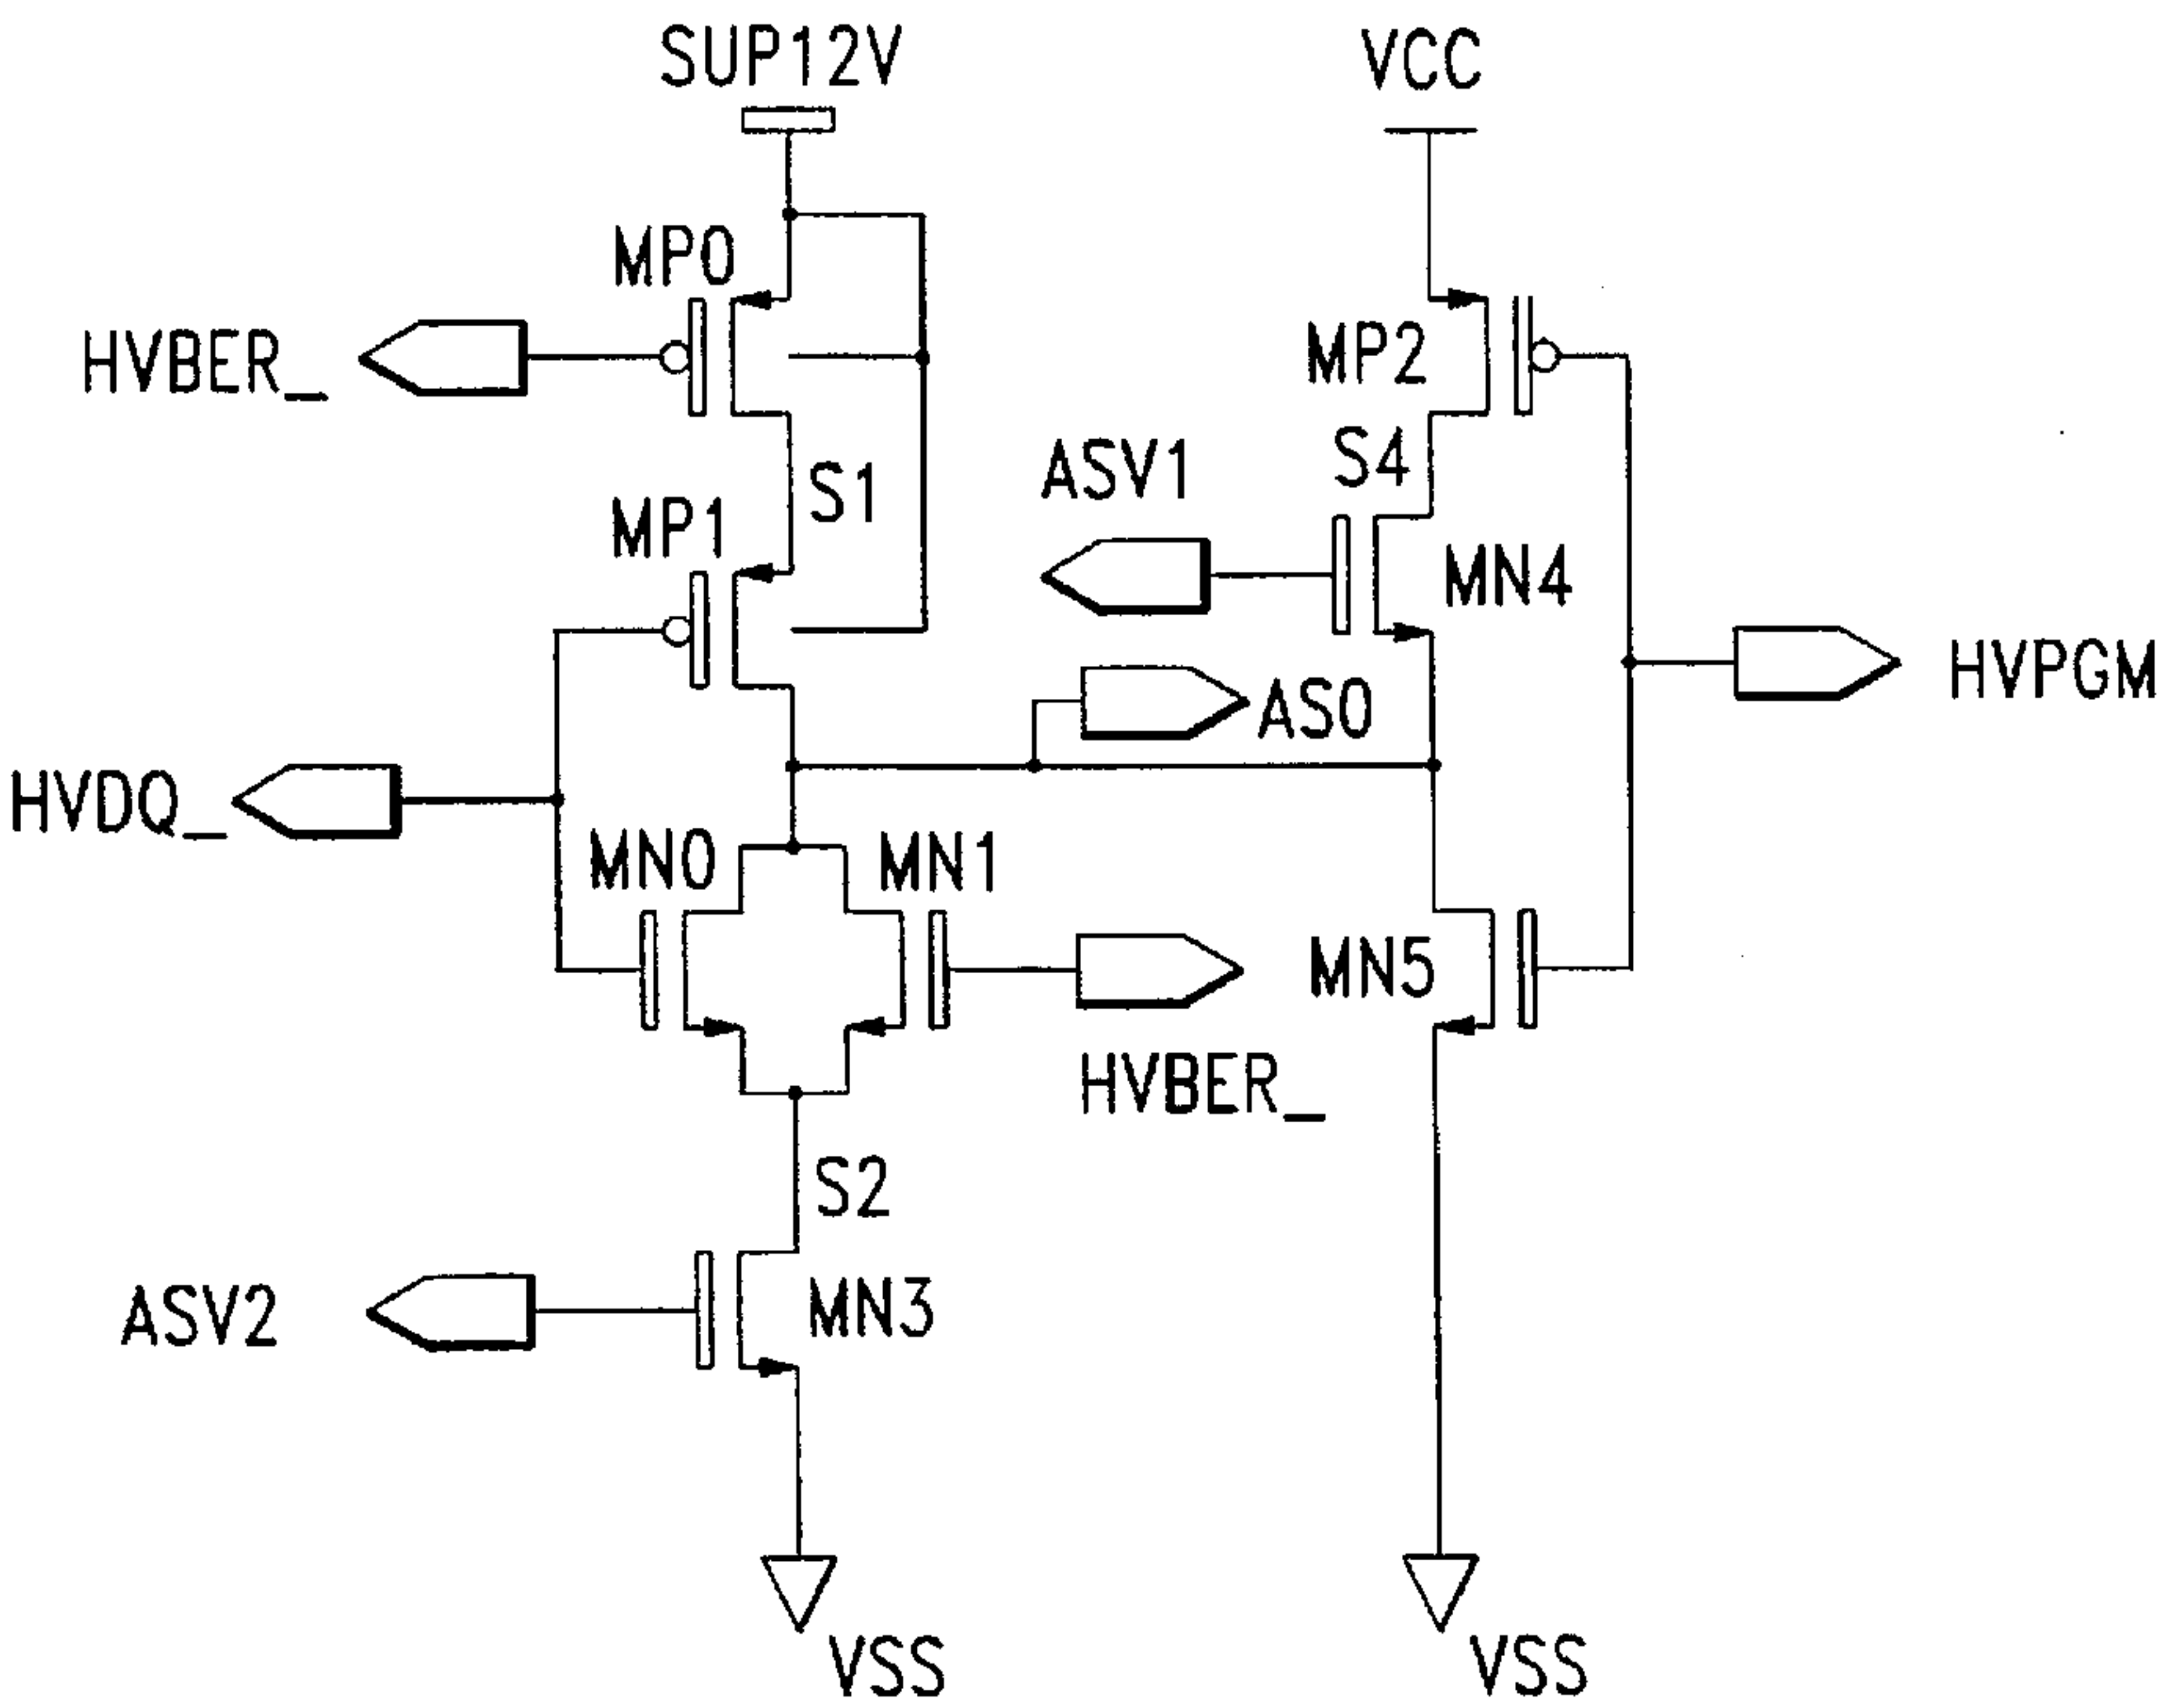 SUP12V
VCC
MP0
HVBER_
MP2
S1
S4
ASV1
MP1
MN4
HVPGM
AS0
HVDQ_
MN0
MN1
MN5
HVBER_
S2
ASV2
MN3
VSS
VSS